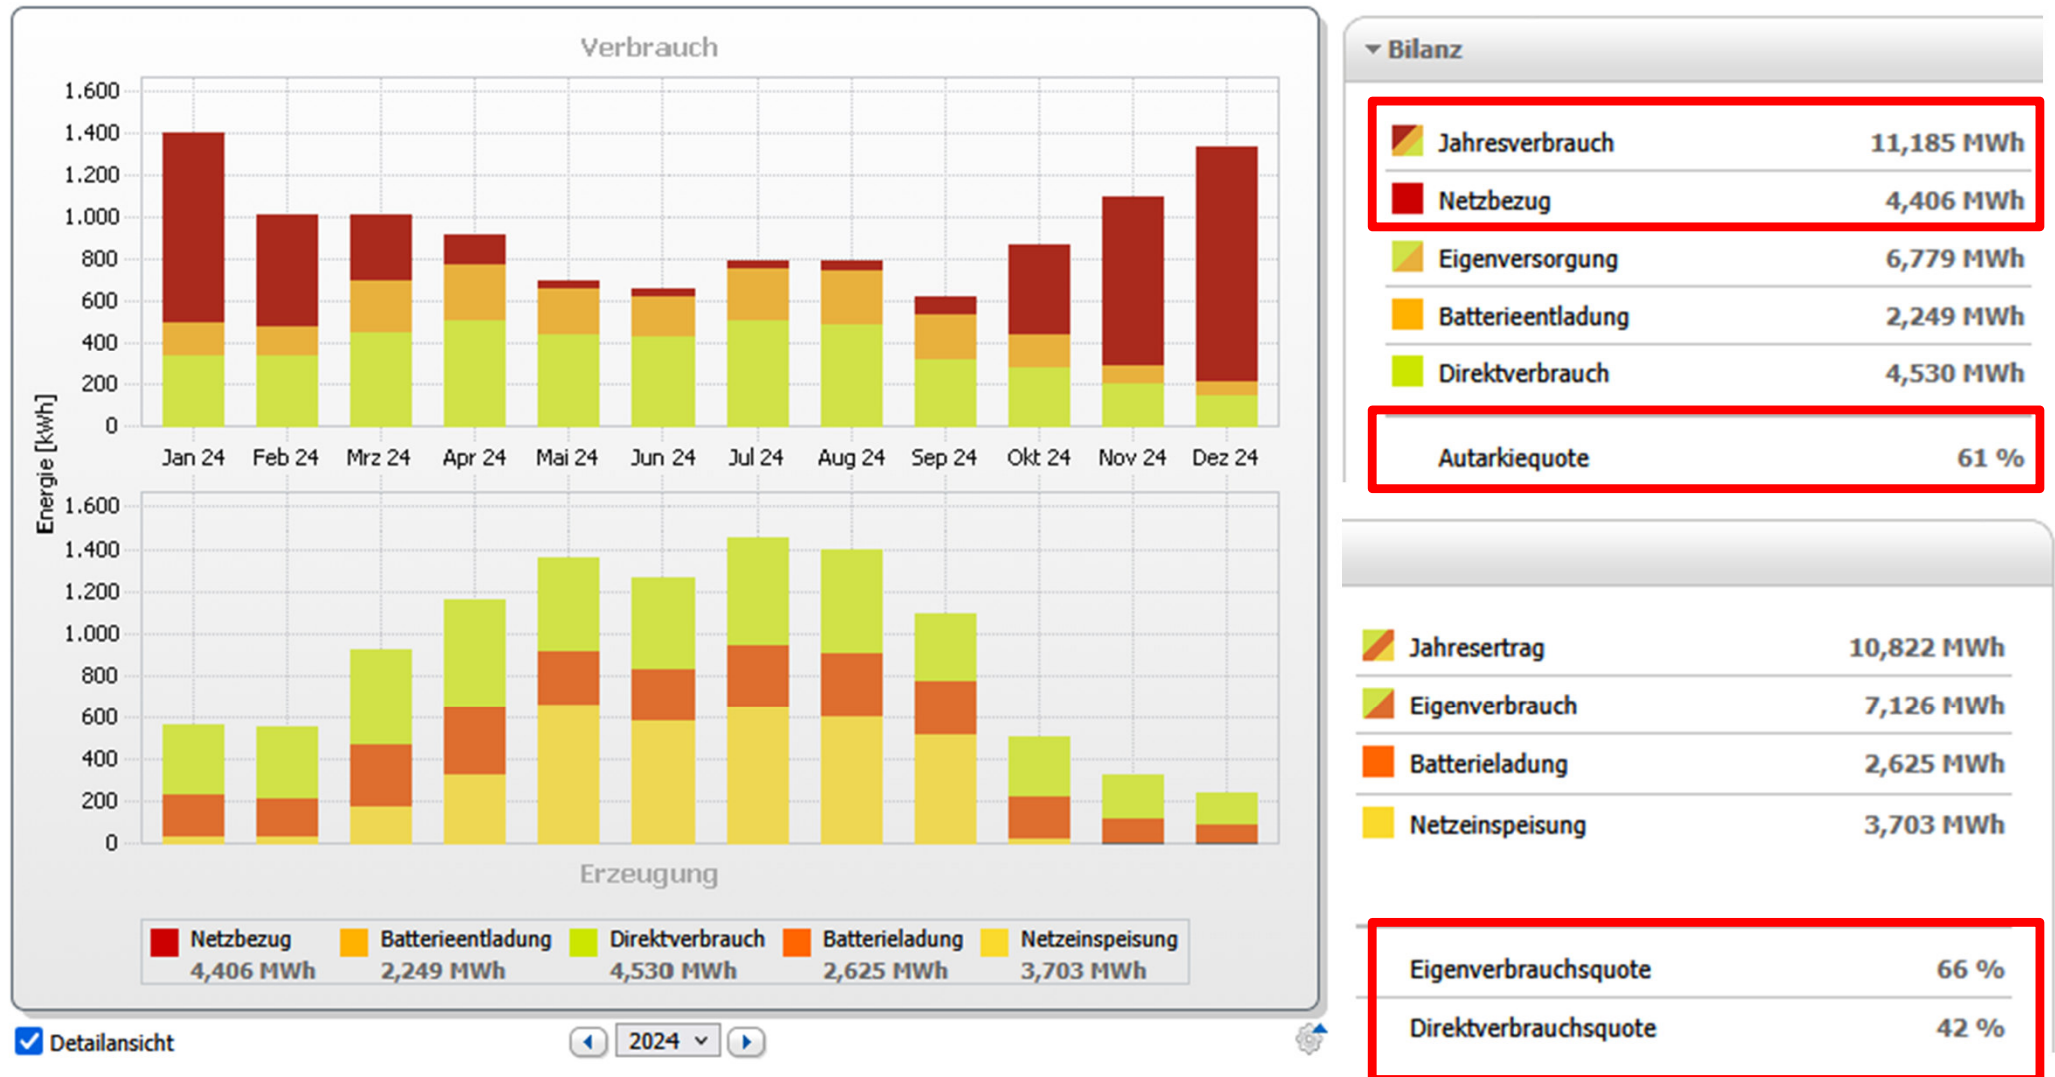 Verbrauch
1.600
1.400
1.200
1.000
800
600
400
200
0
Energie [kWh]
Jan 24 Feb 24 Mrz 24 Apr 24 Mai 24 Jun 24 Jul 24 Aug 24 Sep 24 Okt 24 Nov 24 Dez 24
1.600
1.400
1.200
1.000
800
600
400
200
0
Erzeugung
Netzbezug Batterieentladung Direktverbrauch Batterieladung Netzeinspeisung
4,406 MWh 2,249 MWh 4,530 MWh 2,625 MWh 3,703 MWh
Detailansicht 2024
Bilanz
Jahresverbrauch 11,185 MWh
Netzbezug 4,406 MWh
Eigenversorgung 6,779 MWh
Batterieentladung 2,249 MWh
Direktverbrauch 4,530 MWh
Autarkiequote 61 %
Jahresertrag 10,822 MWh
Eigenverbrauch 7,126 MWh
Batterieladung 2,625 MWh
Netzeinspeisung 3,703 MWh
Eigenverbrauchsquote 66 %
Direktverbrauchsquote 42 %